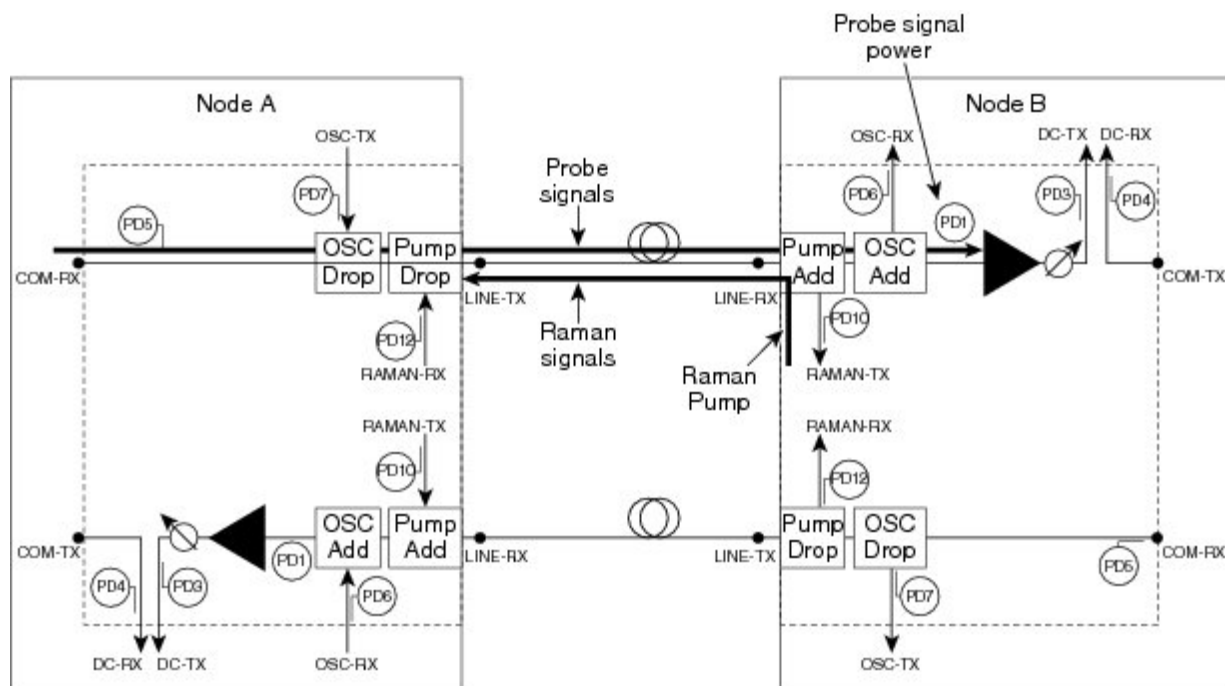 Probe signal
power
Node A
Node B
OSC-TX
OSC-RX
DC-TX
DC-RX
Probe
signals
PD7
PD6
PD1
PD3
PD4
PD5
OSC
Drop
Pump
Drop
Pump
Add
OSC
Add
COM-RX
LINE-TX
LINE-RX
COM-TX
PD12
Raman
signals
PD10
RAMAN-RX
Raman
Pump
RAMAN-TX
RAMAN-TX
RAMAN-RX
PD10
PD12
OSC
Add
Pump
Add
Pump
Drop
OSC
Drop
COM-TX
PD1
LINE-RX
LINE-TX
PD5
COM-RX
PD4
PD3
PD6
PD7
DC-RX
DC-TX
OSC-RX
OSC-TX